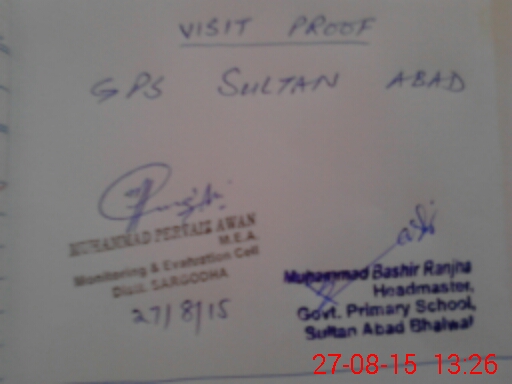 VISIT PROOF
GPS SULTAN ABAD
MUHAMMAD PERVAIZ AWAN
M.E.A.
Monitoring & Evaluation Cell
Distt. SARGODHA
27/8/15
Muhammad Bashir Ranjha
Headmaster,
Govt. Primary School,
Sultan Abad Bhalwal
27-08-15 13:26